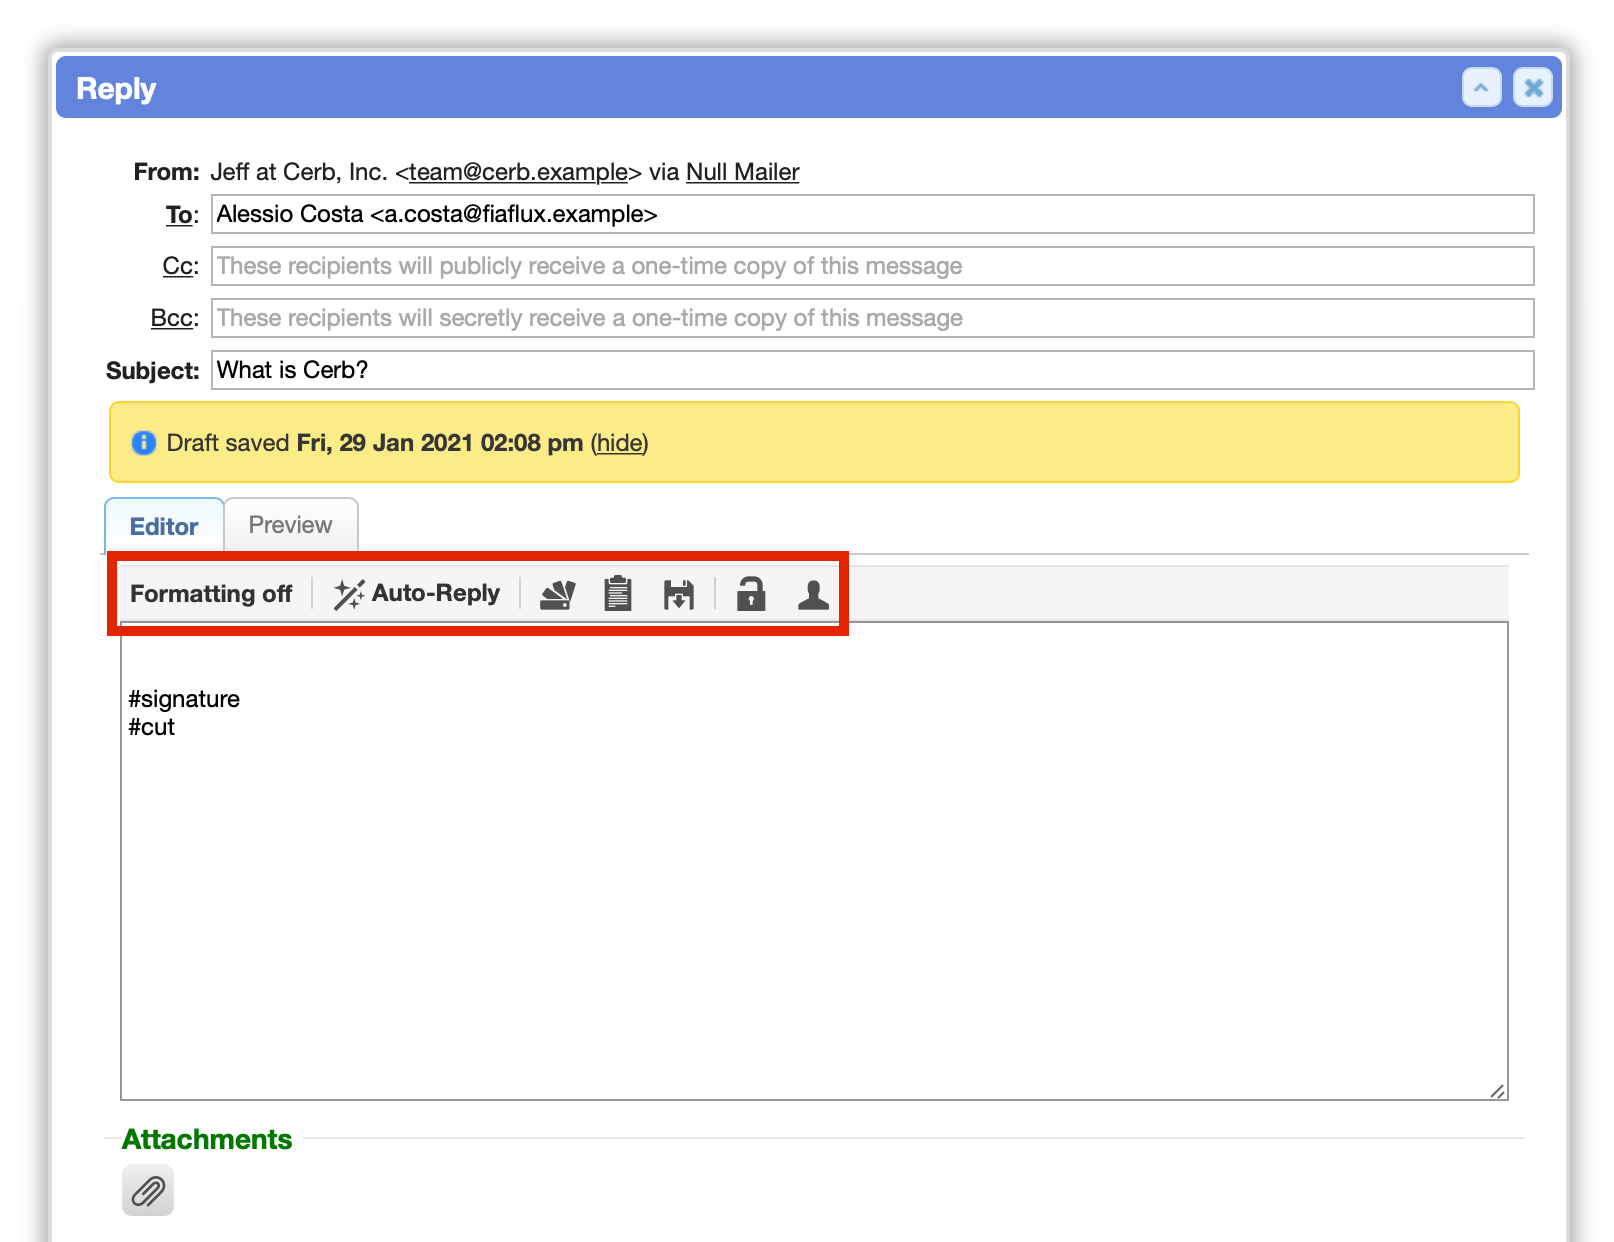 Reply
From: Jeff at Cerb, Inc. <team@cerb.example> via Null Mailer
To: Alessio Costa <a.costa@fiaflux.example>
Cc: These recipients will publicly receive a one-time copy of this message
Bcc: These recipients will secretly receive a one-time copy of this message
Subject: What is Cerb?
Draft saved Fri, 29 Jan 2021 02:08 pm (hide)
Editor Preview
Formatting off Auto-Reply
#signature
#cut
Attachments